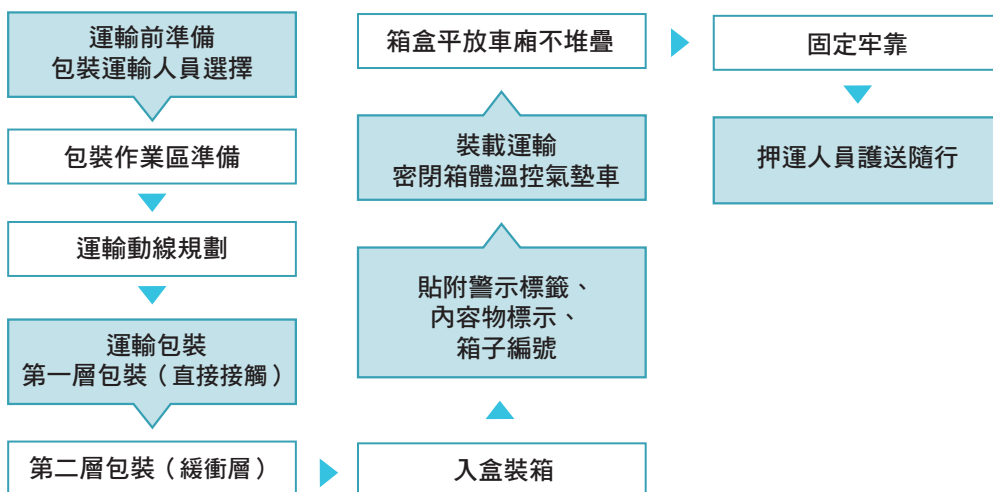 運輸前準備
包裝運輸人員選擇
包裝作業區準備
運輸動線規劃
運輸包裝
第一層包裝（直接接觸）
第二層包裝（緩衝層）
入盒裝箱
貼附警示標籤、
內容物標示、
箱子編號
裝載運輸
密閉箱體溫控氣墊車
箱盒平放車廂不堆疊
固定牢靠
押運人員護送隨行